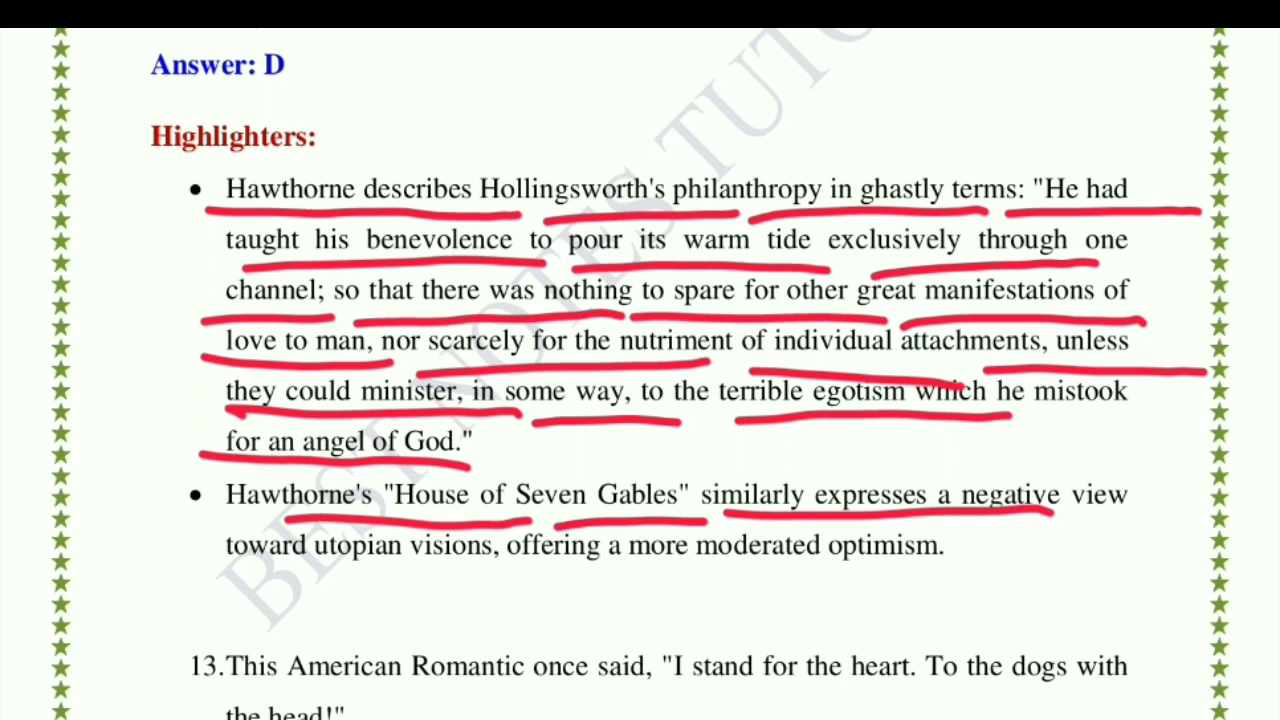 Answer: D
Highlighters:
• Hawthorne describes Hollingsworth's philanthropy in ghastly terms: "He had
taught his benevolence to pour its warm tide exclusively through one
channel; so that there was nothing to spare for other great manifestations of
love to man, nor scarcely for the nutriment of individual attachments, unless
they could minister, in some way, to the terrible egotism which he mistook
for an angel of God."
• Hawthorne's "House of Seven Gables" similarly expresses a negative view
toward utopian visions, offering a more moderated optimism.
13.This American Romantic once said, "I stand for the heart. To the dogs with
the head!"
BEST NOTES TUTO